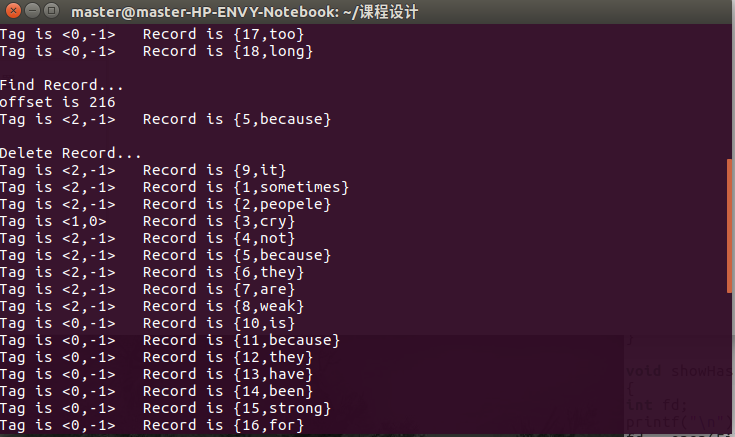 master@master-HP-ENVY-Notebook: ~/课程设计
Tag is <0,-1>   Record is {17,too}
Tag is <0,-1>   Record is {18,long}
Find Record...
offset is 216
Tag is <2,-1>   Record is {5,because}
Delete Record...
Tag is <2,-1>   Record is {9,it}
Tag is <2,-1>   Record is {1,sometimes}
Tag is <2,-1>   Record is {2,peopele}
Tag is <1,0>    Record is {3,cry}
Tag is <2,-1>   Record is {4,not}
Tag is <2,-1>   Record is {5,because}
Tag is <2,-1>   Record is {6,they}
Tag is <2,-1>   Record is {7,are}
Tag is <2,-1>   Record is {8,weak}
Tag is <0,-1>   Record is {10,is}
Tag is <0,-1>   Record is {11,because}
Tag is <0,-1>   Record is {12,they}
Tag is <0,-1>   Record is {13,have}
Tag is <0,-1>   Record is {14,been}
Tag is <0,-1>   Record is {15,strong}
Tag is <0,-1>   Record is {16,for}
}
void showHas
{
int fd;
printf("\n")